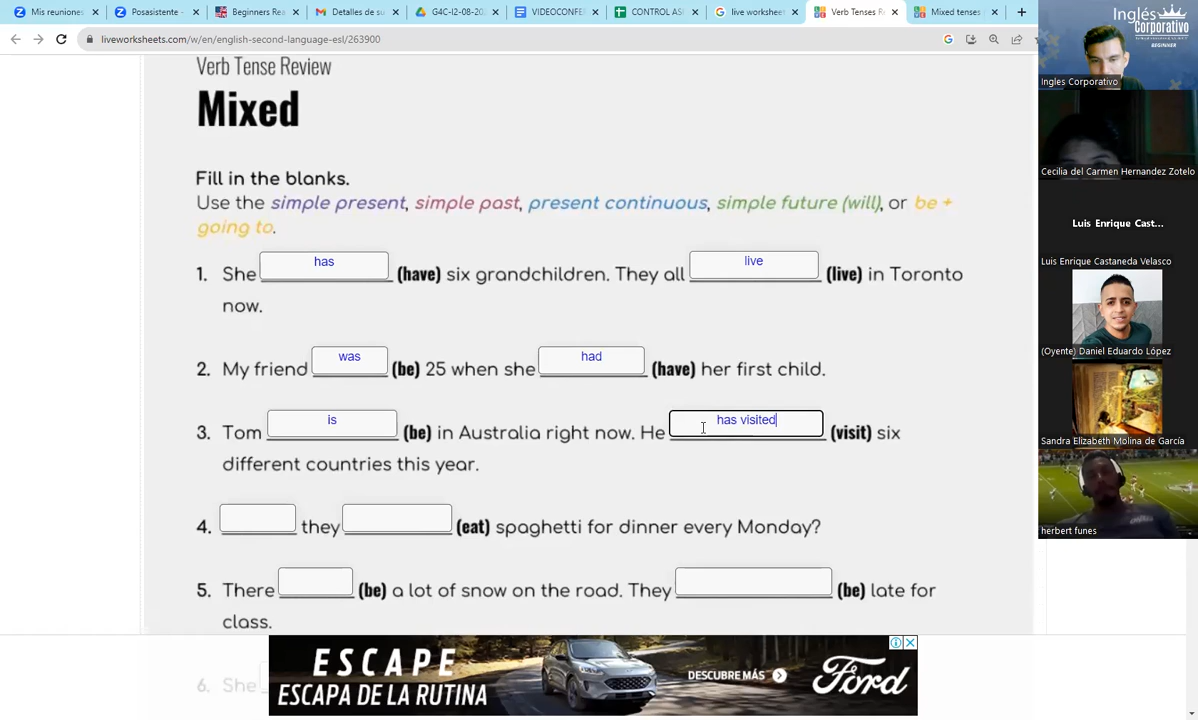 Mis reuniones
Posasistente -
Beginners Rea
Detalles de su
G4C-I2-08-20
VIDEOCONFE
CONTROL AS
live worksheet
Verb Tenses R
Mixed tenses
liveworksheets.com/w/en/english-second-language-esl/263900
Verb Tense Review
Mixed
Fill in the blanks.
Use the simple present, simple past, present continuous, simple future (will), or be +
going to.
1. She has (have) six grandchildren. They all live (live) in Toronto
now.
2. My friend was (be) 25 when she had (have) her first child.
3. Tom is (be) in Australia right now. He has visited (visit) six
different countries this year.
4. they (eat) spaghetti for dinner every Monday?
5. There (be) a lot of snow on the road. They (be) late for
class.
6. She
ESCAPE
ESCAPA DE LA RUTINA
DESCUBRE MÁS
Ford
Inglés
Corporativo
BEGINNER
Ingles Corporativo
Cecilia del Carmen Hernandez Zotelo
Luis Enrique Cast...
Luis Enrique Castaneda Velasco
(Oyente) Daniel Eduardo López
Sandra Elizabeth Molina de García
herbert funes